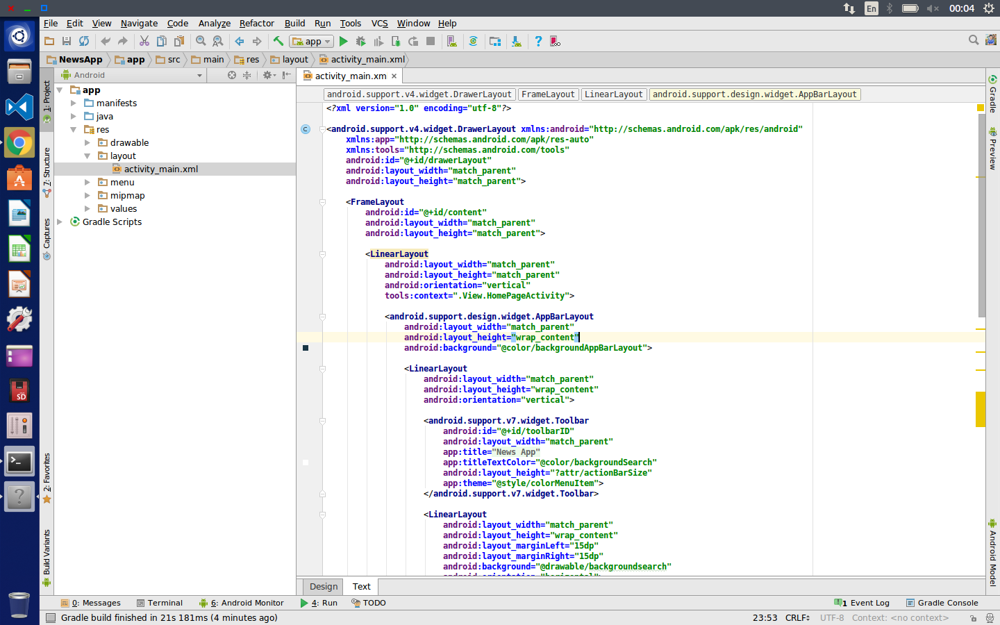 En
00:04
File Edit View Navigate Code Analyze Refactor Build Run Tools VCS Window Help
app
NewsApp app src main res layout activity_main.xml
Android
activity_main.xm
1: Project
7: Structure
Captures
2: Favorites
Build Variants
app
manifests
java
res
drawable
layout
activity_main.xml
menu
mipmap
values
Gradle Scripts
android.support.v4.widget.DrawerLayout FrameLayout LinearLayout android.support.design.widget.AppBarLayout
<?xml version="1.0" encoding="utf-8"?>
<android.support.v4.widget.DrawerLayout xmlns:android="http://schemas.android.com/apk/res/android"
xmlns:app="http://schemas.android.com/apk/res-auto"
xmlns:tools="http://schemas.android.com/tools"
android:id="@+id/drawerLayout"
android:layout_width="match_parent"
android:layout_height="match_parent">
<FrameLayout
android:id="@+id/content"
android:layout_width="match_parent"
android:layout_height="match_parent">
<LinearLayout
android:layout_width="match_parent"
android:layout_height="match_parent"
android:orientation="vertical"
tools:context=".View.HomePageActivity">
<android.support.design.widget.AppBarLayout
android:layout_width="match_parent"
android:layout_height="wrap_content"
android:background="@color/backgroundAppBarLayout">
<LinearLayout
android:layout_width="match_parent"
android:layout_height="wrap_content"
android:orientation="vertical">
<android.support.v7.widget.Toolbar
android:id="@+id/toolbarID"
android:layout_width="match_parent"
app:title="News App"
app:titleTextColor="@color/backgroundSearch"
android:layout_height="?attr/actionBarSize"
app:theme="@style/colorMenuItem">
</android.support.v7.widget.Toolbar>
<LinearLayout
android:layout_width="match_parent"
android:layout_height="wrap_content"
android:layout_marginLeft="15dp"
android:layout_marginRight="15dp"
android:background="@drawable/backgroundsearch"
android:orientation="horizontal">
Gradle
Preview
Android Model
Design Text
0: Messages Terminal 6: Android Monitor 4: Run TODO 1 Event Log Gradle Console
Gradle build finished in 21s 181ms (4 minutes ago) 23:53 CRLF UTF-8 Context: <no context>
SD